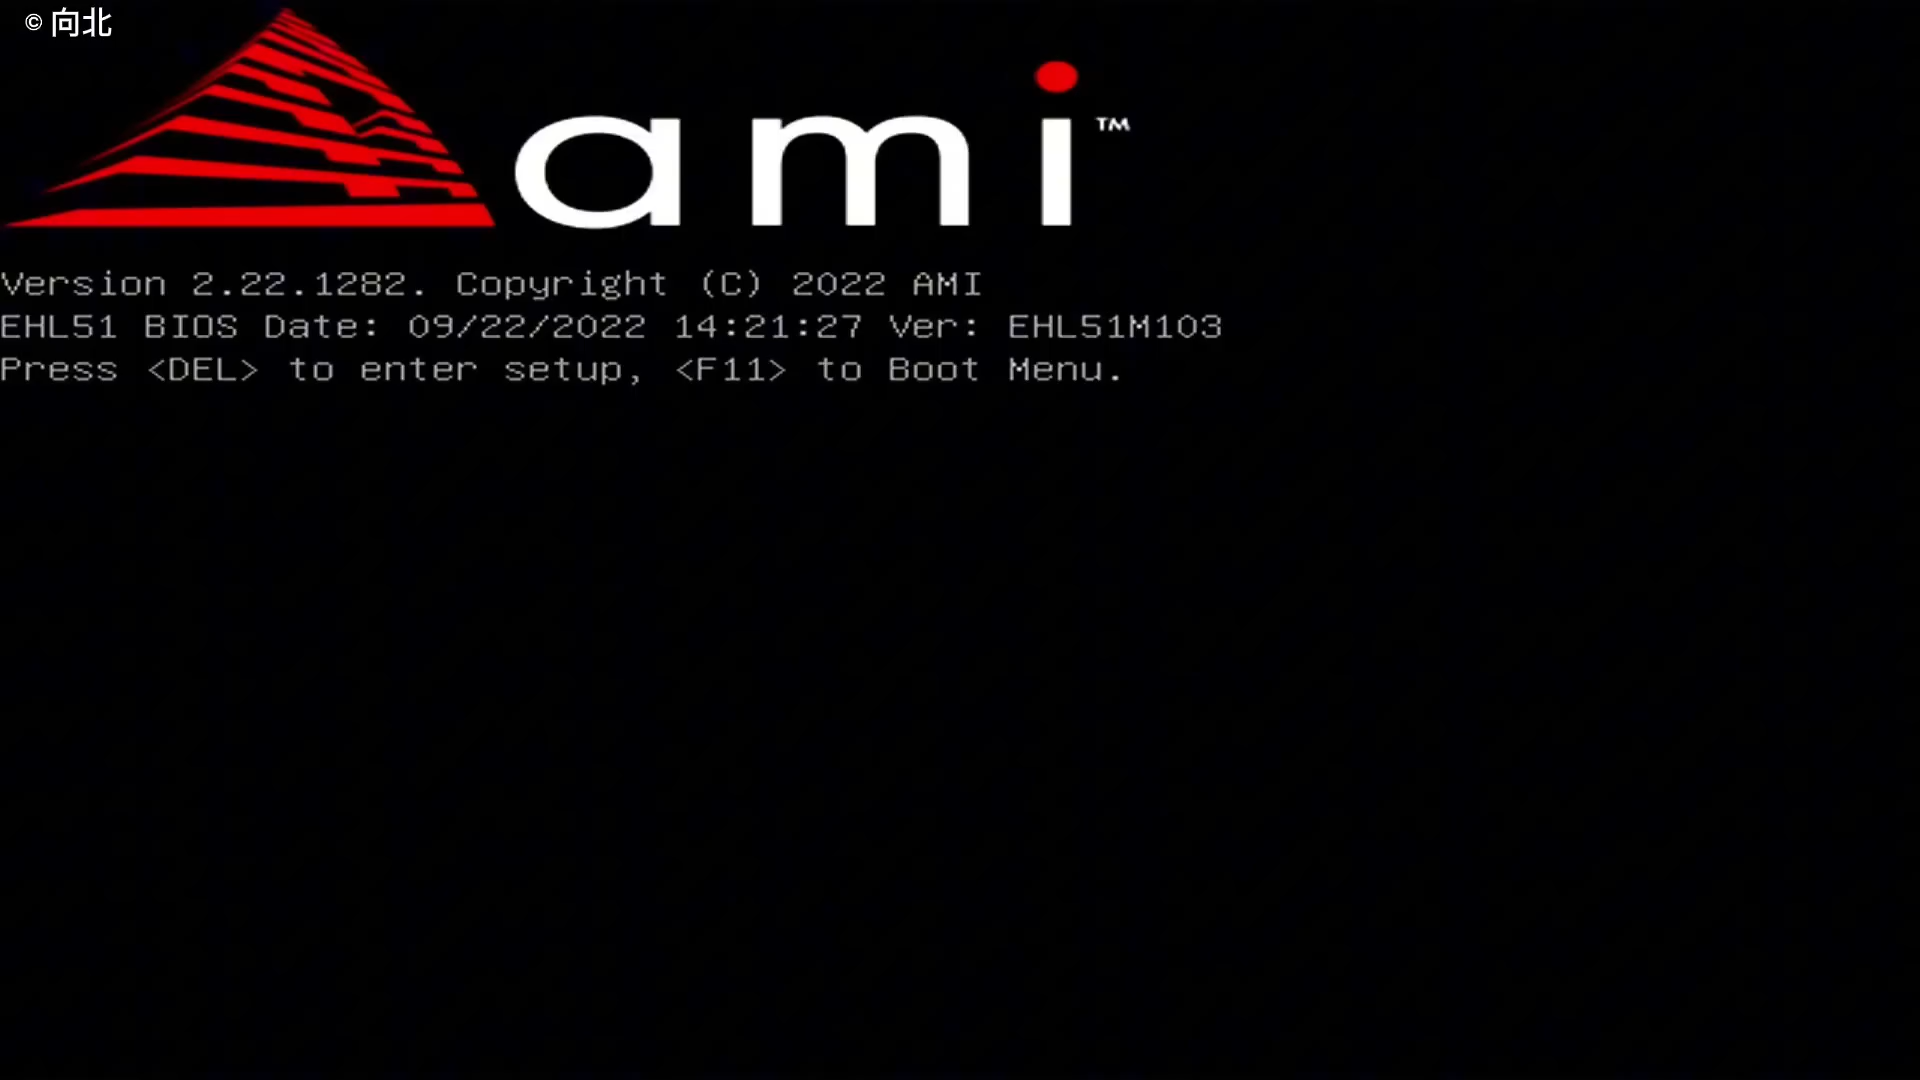 © 向北
ami™
Version 2.22.1282. Copyright (C) 2022 AMI
EHL51 BIOS Date: 09/22/2022 14:21:27 Ver: EHL51M103
Press <DEL> to enter setup, <F11> to Boot Menu.